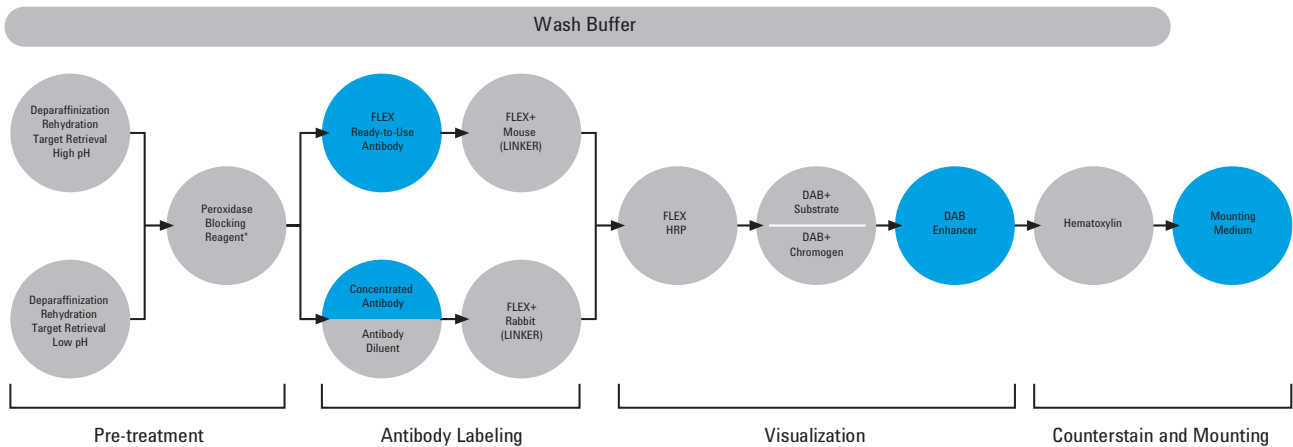 Wash Buffer
Deparaffinization
Rehydration
Target Retrieval
High pH
Deparaffinization
Rehydration
Target Retrieval
Low pH
Peroxidase
Blocking
Reagent*
FLEX
Ready-to-Use
Antibody
FLEX+
Mouse
(LINKER)
Concentrated
Antibody
Antibody
Diluent
FLEX+
Rabbit
(LINKER)
FLEX
HRP
DAB+
Substrate
DAB+
Chromogen
DAB
Enhancer
Hematoxylin
Mounting
Medium
Pre-treatment
Antibody Labeling
Visualization
Counterstain and Mounting